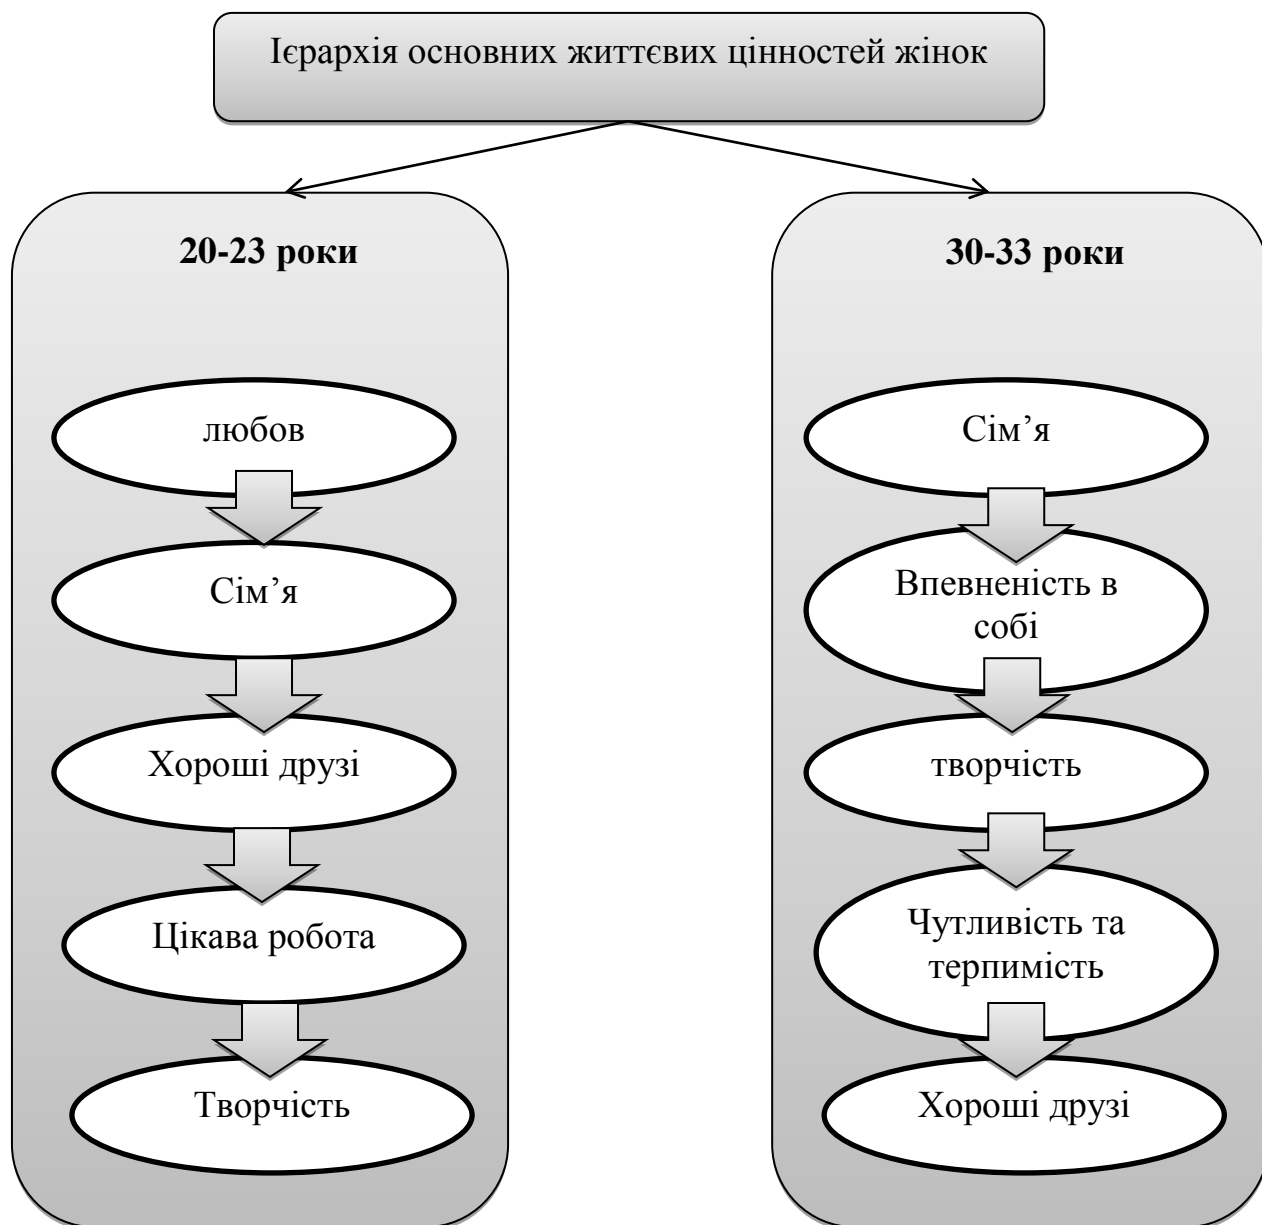 Ієрархія основних життєвих цінностей жінок
20-23 роки
любов
Сім’я
Хороші друзі
Цікава робота
Творчість
30-33 роки
Сім’я
Впевненість в
собі
творчість
Чутливість та
терпимість
Хороші друзі